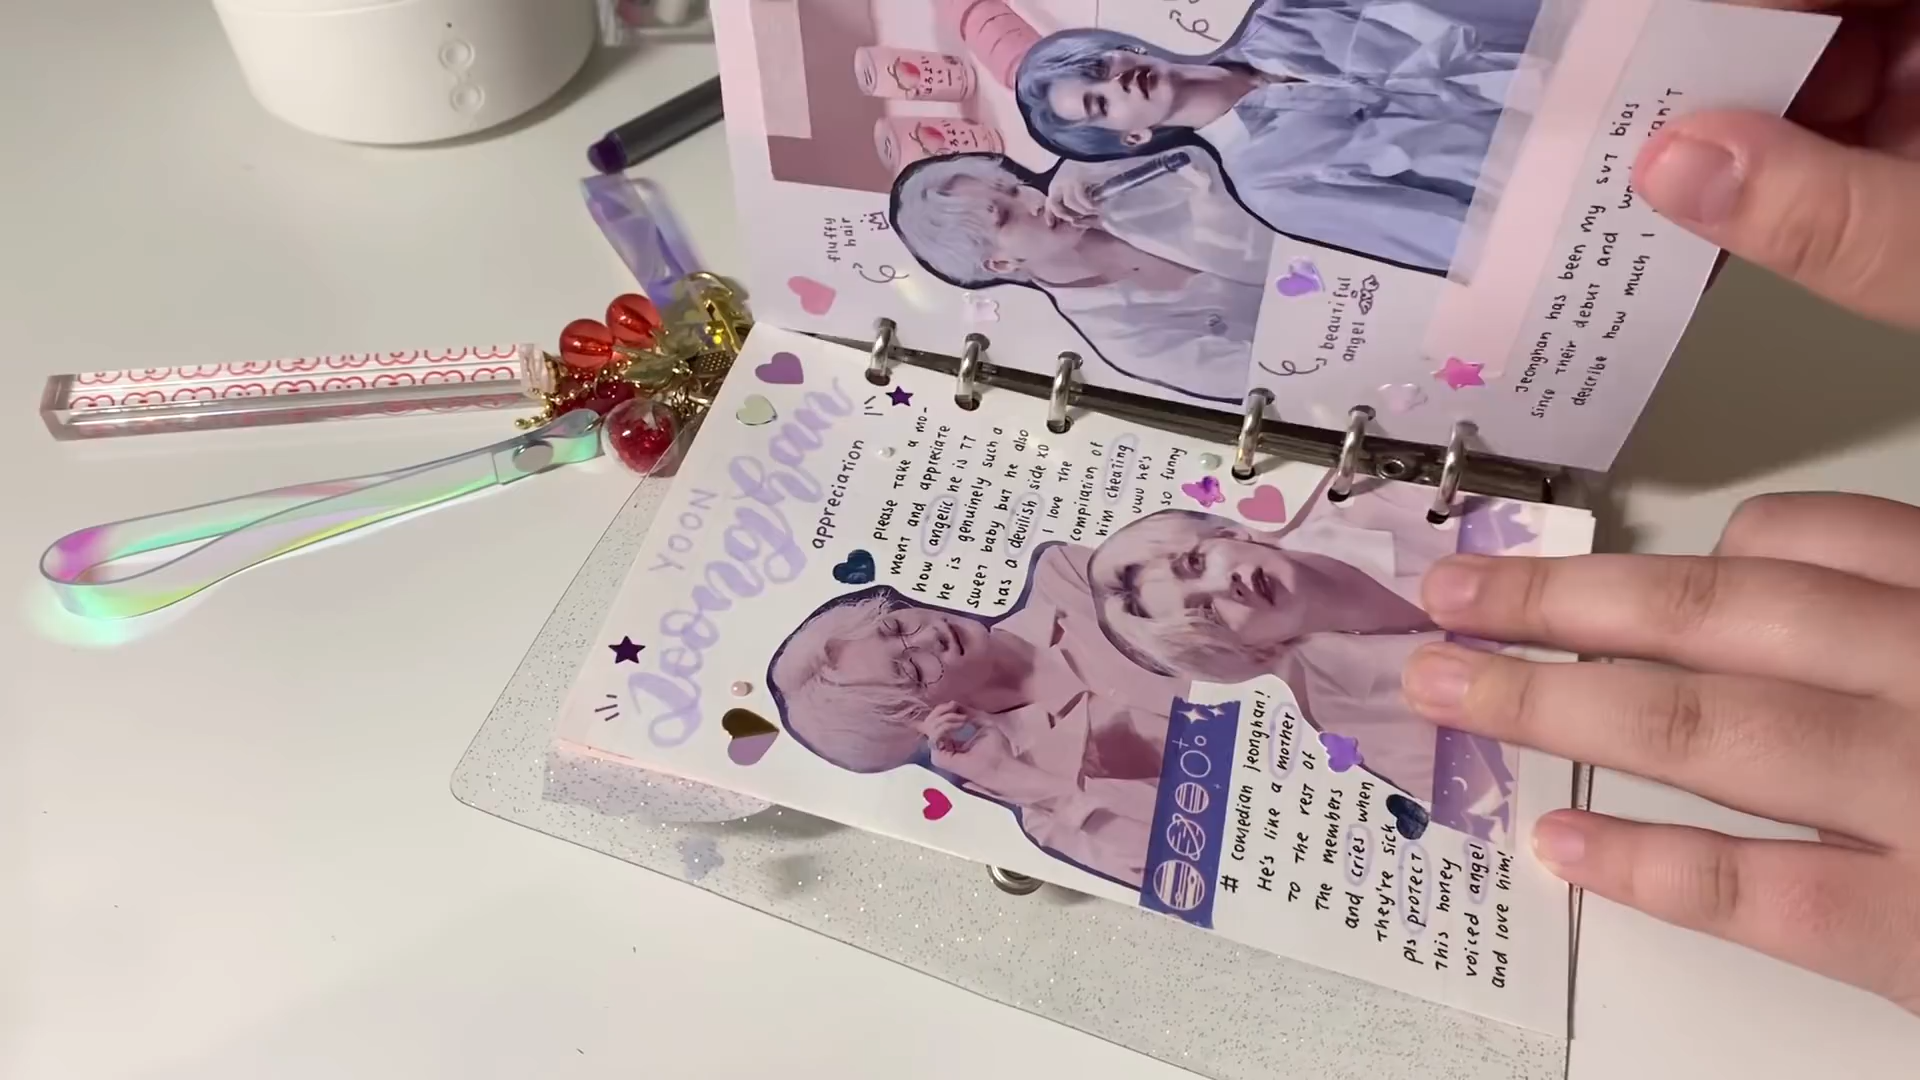 fluffy
hair
beautiful
angel
Jeonghan has been my svt bias
since their debut and
describe how much I
YOON
Jeonghan
appreciation
please take a mo-
ment and appreciate
how angelic he is TT
he is genuinely such a
sweet baby but he also
has a devilish side xD
I love the
compilation of
him cheating
uwu he's
so funny
# comedian jeonghan!
He's like a mother
to the rest of
the members
and cries when
they're sick
pls protect
this honey
voiced angel
and love him!